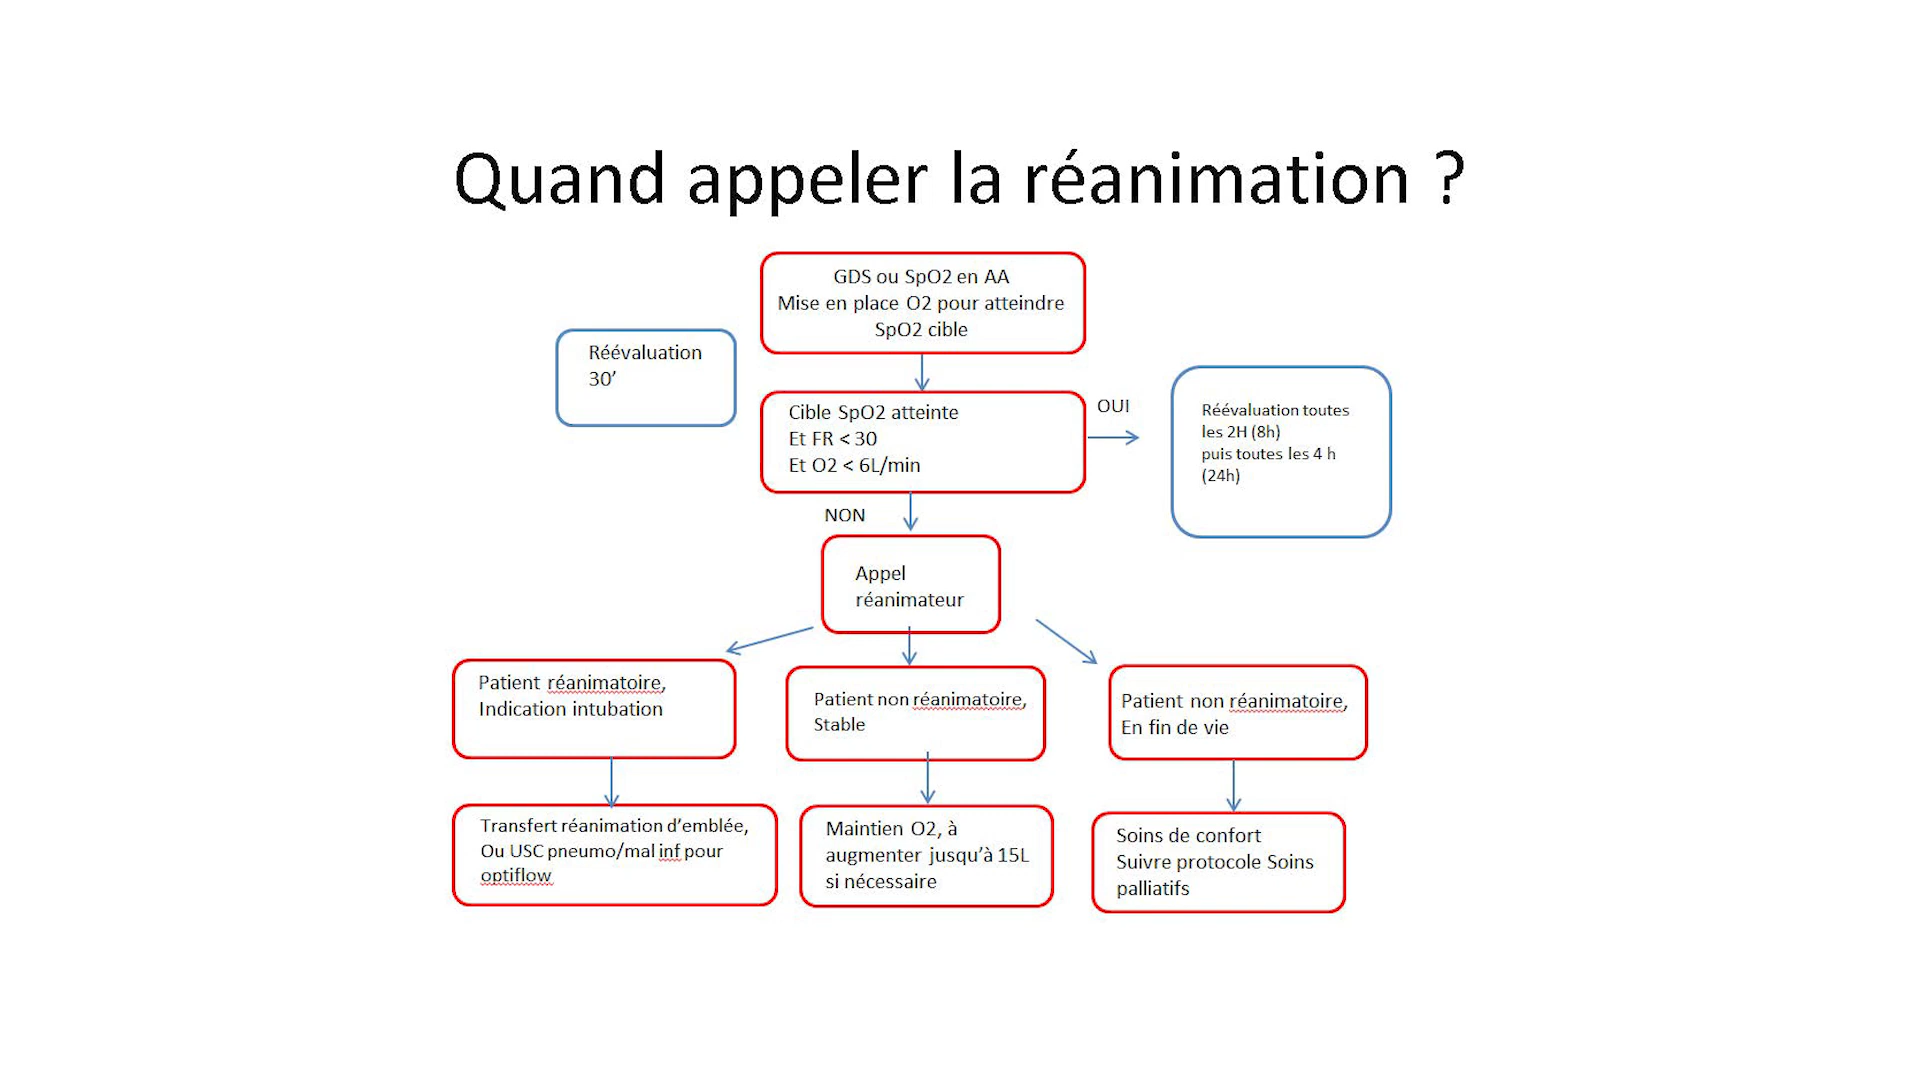 Quand appeler la réanimation ?
GDS ou SpO2 en AA
Mise en place O2 pour atteindre
SpO2 cible
Réévaluation
30’
Cible SpO2 atteinte
Et FR < 30
Et O2 < 6L/min
OUI
Réévaluation toutes
les 2H (8h)
puis toutes les 4 h
(24h)
NON
Appel
réanimateur
Patient réanimatoire,
Indication intubation
Patient non réanimatoire,
Stable
Patient non réanimatoire,
En fin de vie
Transfert réanimation d’emblée,
Ou USC pneumo/mal inf pour
optiflow
Maintien O2, à
augmenter jusqu’à 15L
si nécessaire
Soins de confort
Suivre protocole Soins
palliatifs